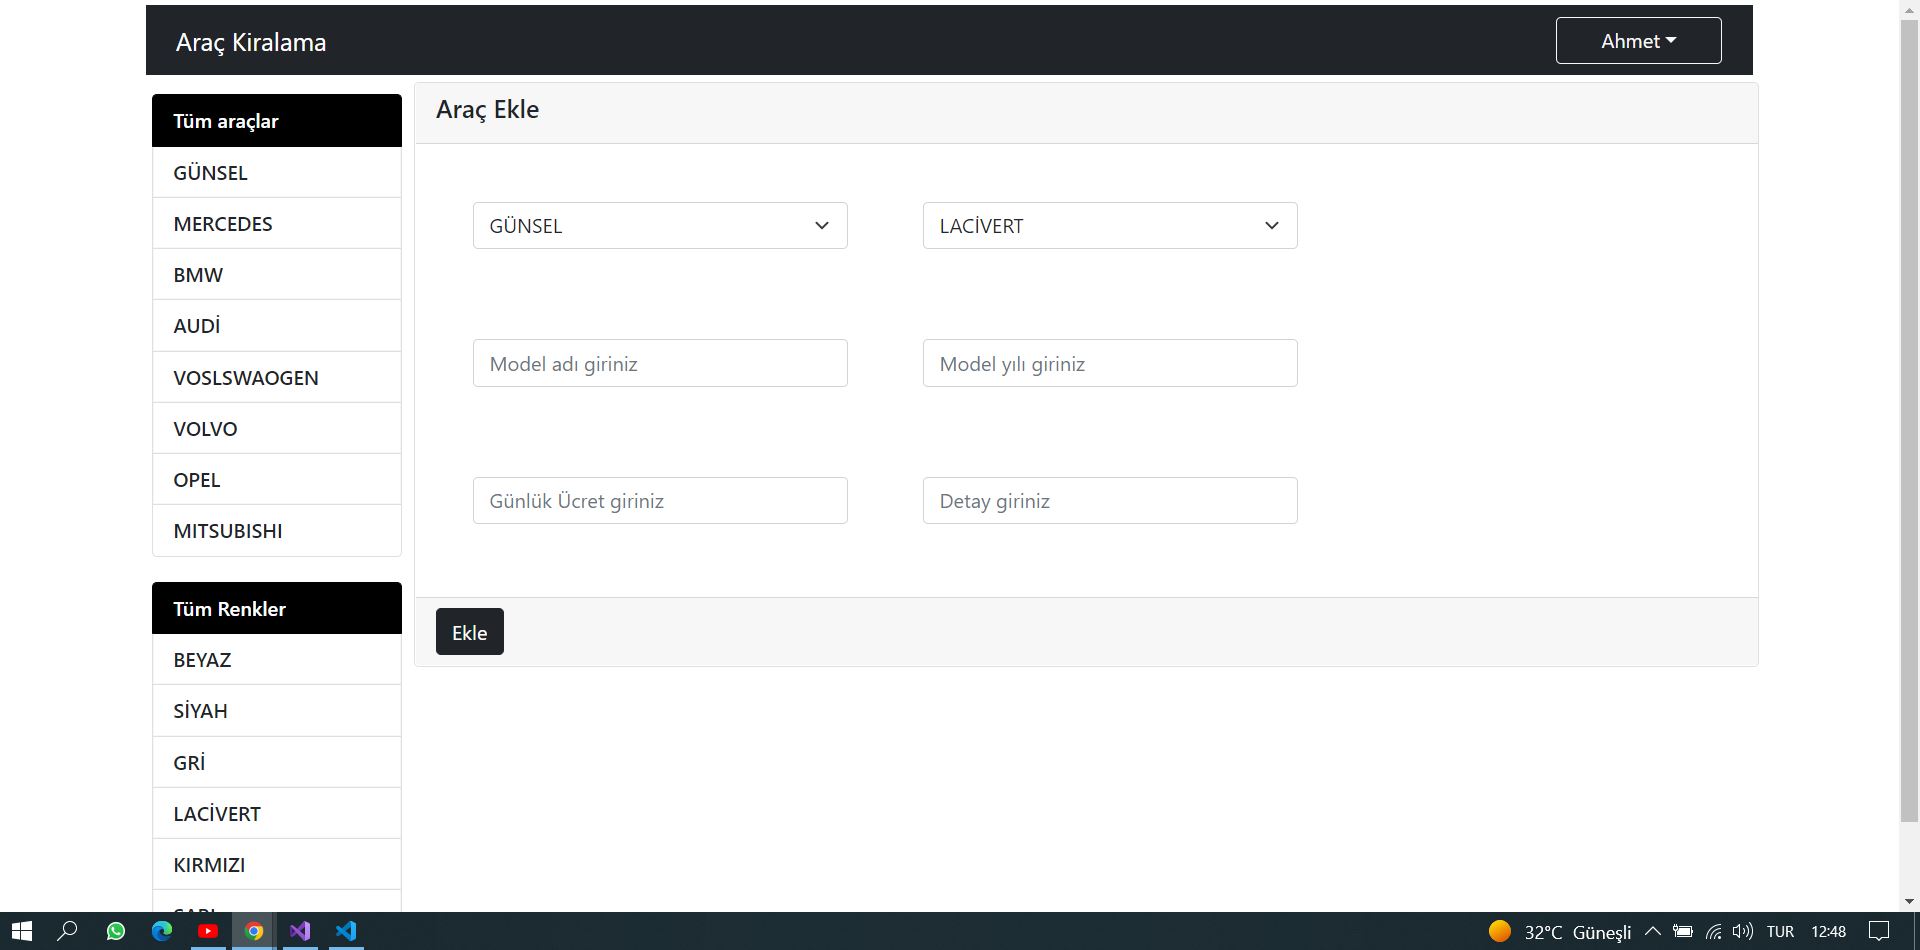 Araç Kiralama
Ahmet
Tüm araçlar
GÜNSEL
MERCEDES
BMW
AUDİ
VOSLSWAOGEN
VOLVO
OPEL
MITSUBISHI
Tüm Renkler
BEYAZ
SİYAH
GRİ
LACİVERT
KIRMIZI
Araç Ekle
GÜNSEL
LACİVERT
Model adı giriniz
Model yılı giriniz
Günlük Ücret giriniz
Detay giriniz
Ekle
32°C Güneşli
TUR
12:48